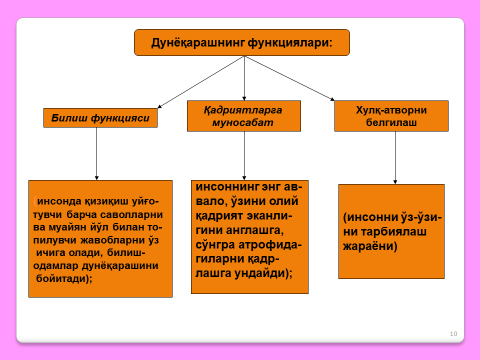 Дунёқарашнинг функциялари:
Билиш функцияси
Қадриятларга
муносабат
Хулқ-атворни
белгилаш
инсонда қизиқиш уйғо-
тувчи барча саволларни
ва муайян йўл билан то-
пилувчи жавобларни ўз
ичига олади, билиш-
одамлар дунёқарашини
бойитади);
инсоннинг энг ав-
вало, ўзини олий
қадрият эканли-
гини англашга,
сўнгра атрофида-
гиларни қадр-
лашга ундайди);
(инсонни ўз-ўзи-
ни тарбиялаш
жараёни)
10